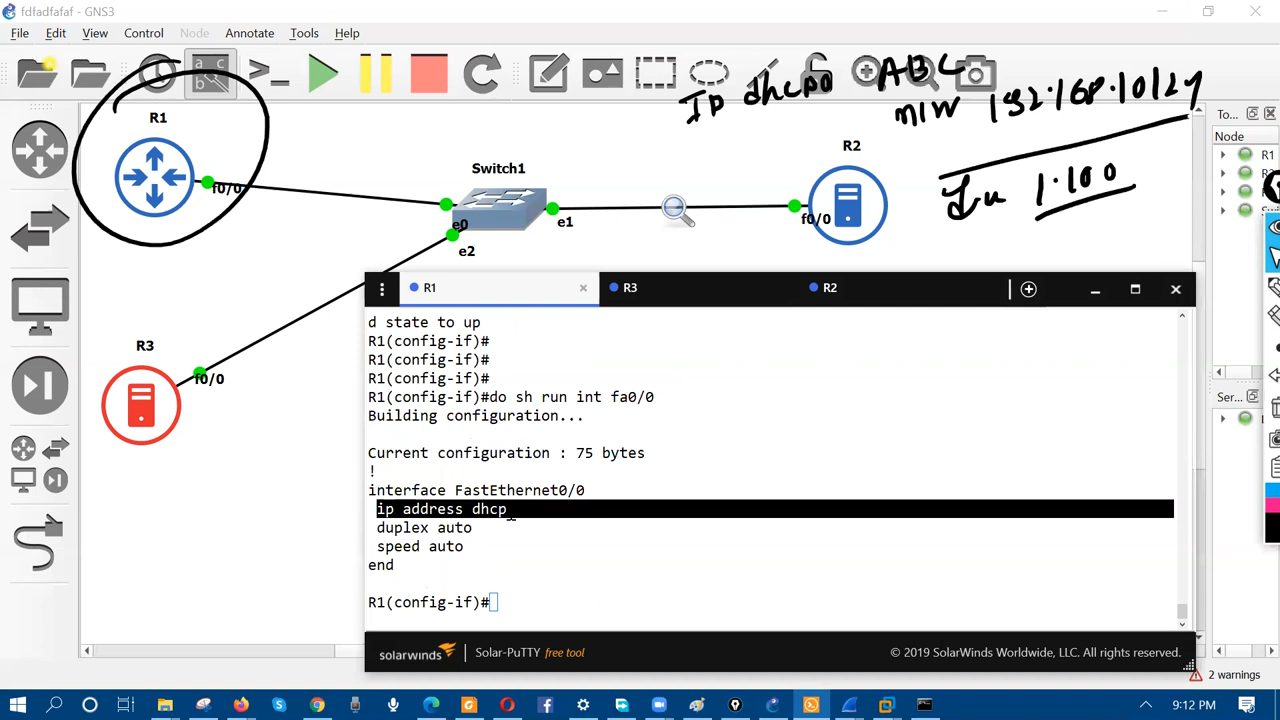 fdfadfafaf - GNS3
File Edit View Control Node Annotate Tools Help
Ip dhcp
ABC
n/w 192.168.10/24
1.100
R1
f0/0
Switch1
e0
e1
e2
R2
f0/0
R3
f0/0
To...
Node
R1
Ser...
R1 R3 R2
d state to up
R1(config-if)#
R1(config-if)#
R1(config-if)#
R1(config-if)#do sh run int fa0/0
Building configuration...
Current configuration : 75 bytes
!
interface FastEthernet0/0
ip address dhcp
duplex auto
speed auto
end
R1(config-if)#
solarwinds Solar-PuTTY free tool © 2019 SolarWinds Worldwide, LLC. All rights reserved.
2 warnings
9:12 PM